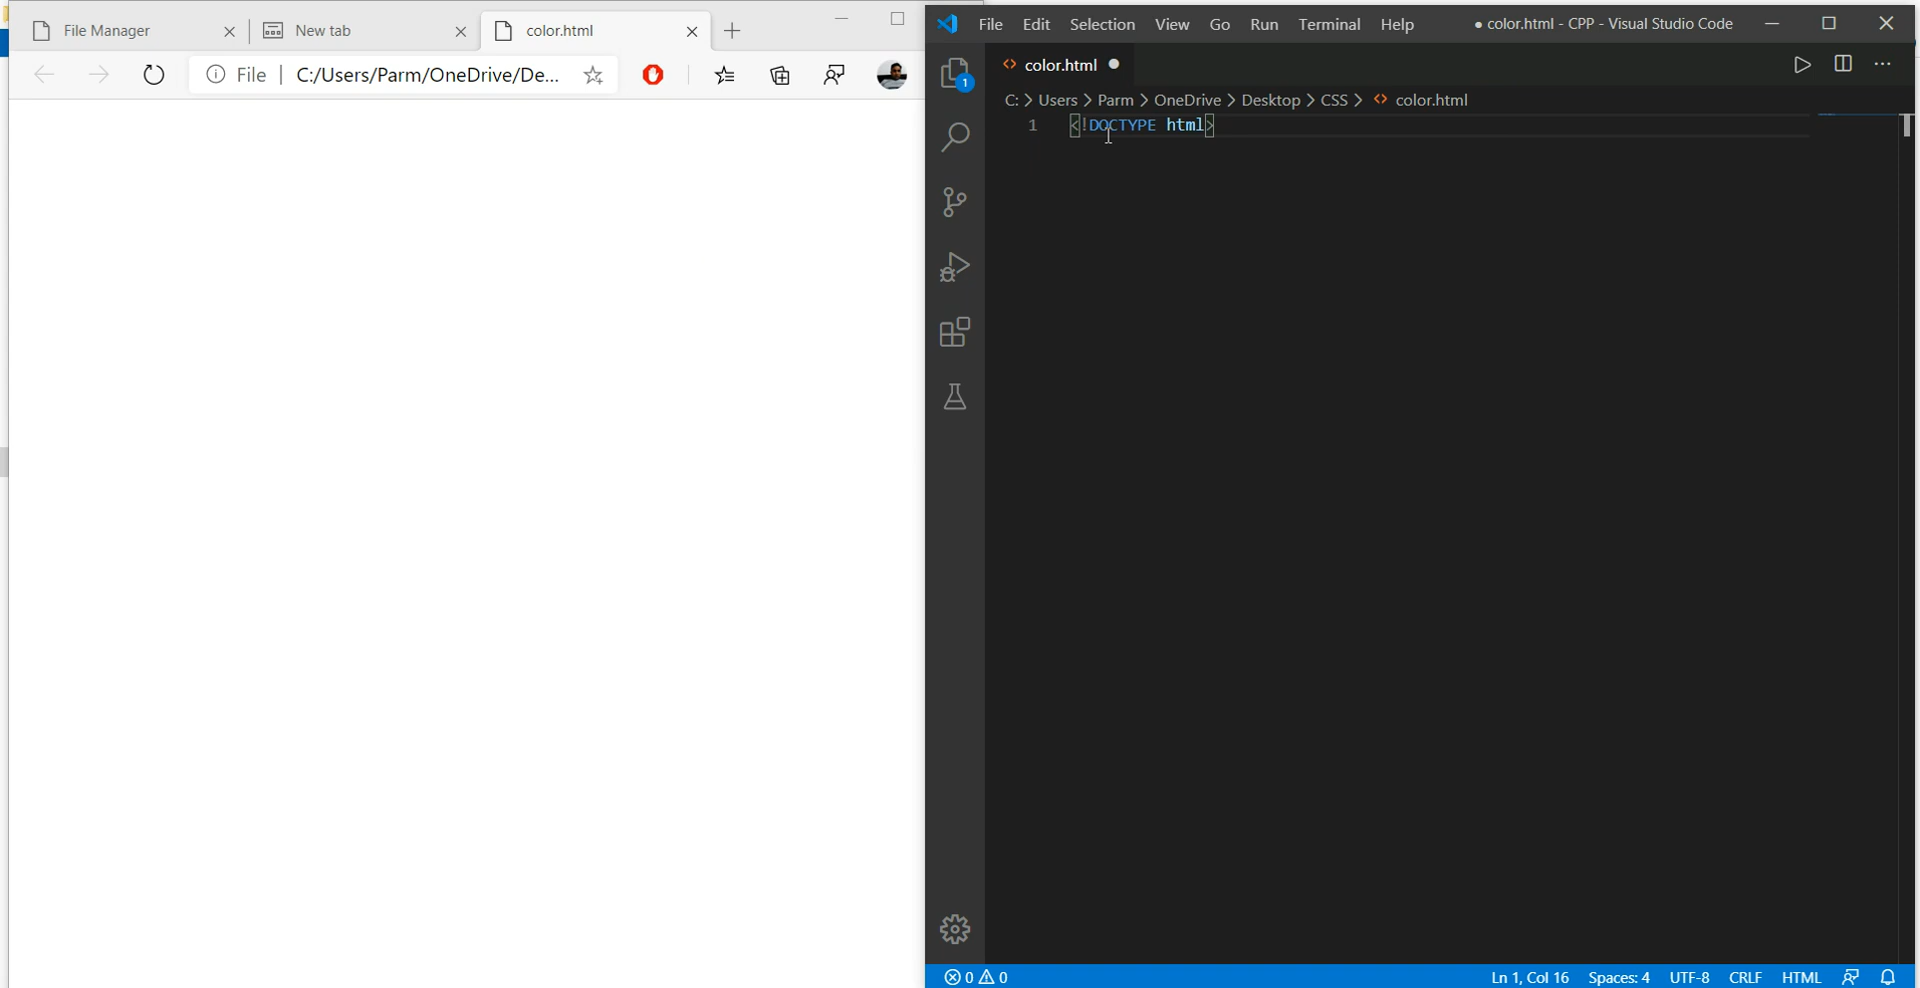 File Manager
New tab
color.html
File | C:/Users/Parm/OneDrive/De...
File Edit Selection View Go Run Terminal Help
● color.html - CPP - Visual Studio Code
color.html ●
C: > Users > Parm > OneDrive > Desktop > CSS > <> color.html
1 <!DOCTYPE html>
1
0 0
Ln 1, Col 16 Spaces: 4 UTF-8 CRLF HTML